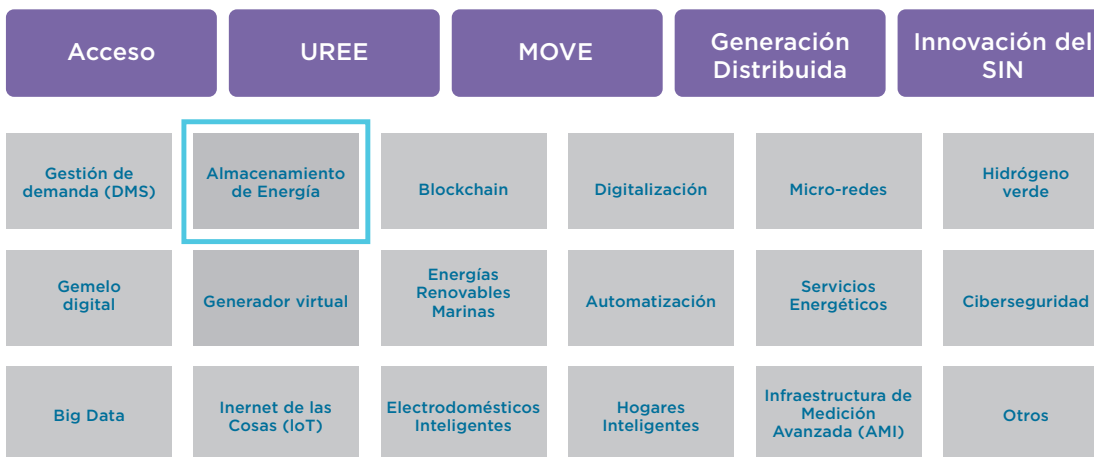 Acceso
UREE
MOVE
Generación
Distribuida
Innovación del
SIN
Gestión de
demanda (DMS)
Almacenamiento
de Energía
Blockchain
Digitalización
Micro-redes
Hidrógeno
verde
Gemelo
digital
Generador virtual
Energías
Renovables
Marinas
Automatización
Servicios
Energéticos
Ciberseguridad
Big Data
Inernet de las
Cosas (IoT)
Electrodomésticos
Inteligentes
Hogares
Inteligentes
Infraestructura de
Medición
Avanzada (AMI)
Otros